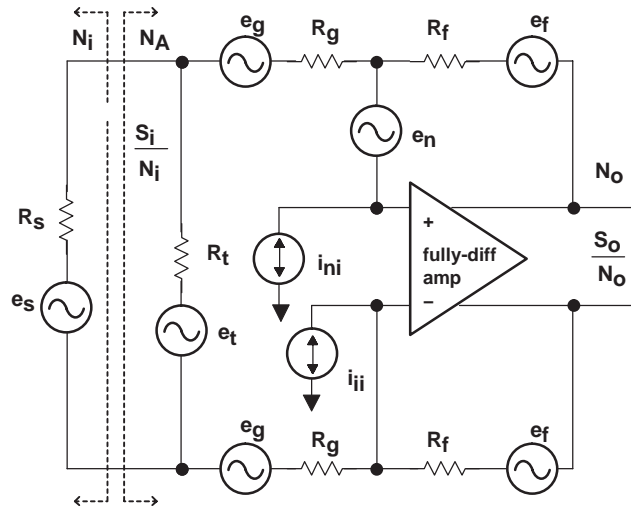 Ni
NA
eg
Rg
Rf
ef
Si
Ni
en
No
Rs
Rt
ini
+
fully-diff
amp
−
So
No
es
et
iii
eg
Rg
Rf
ef